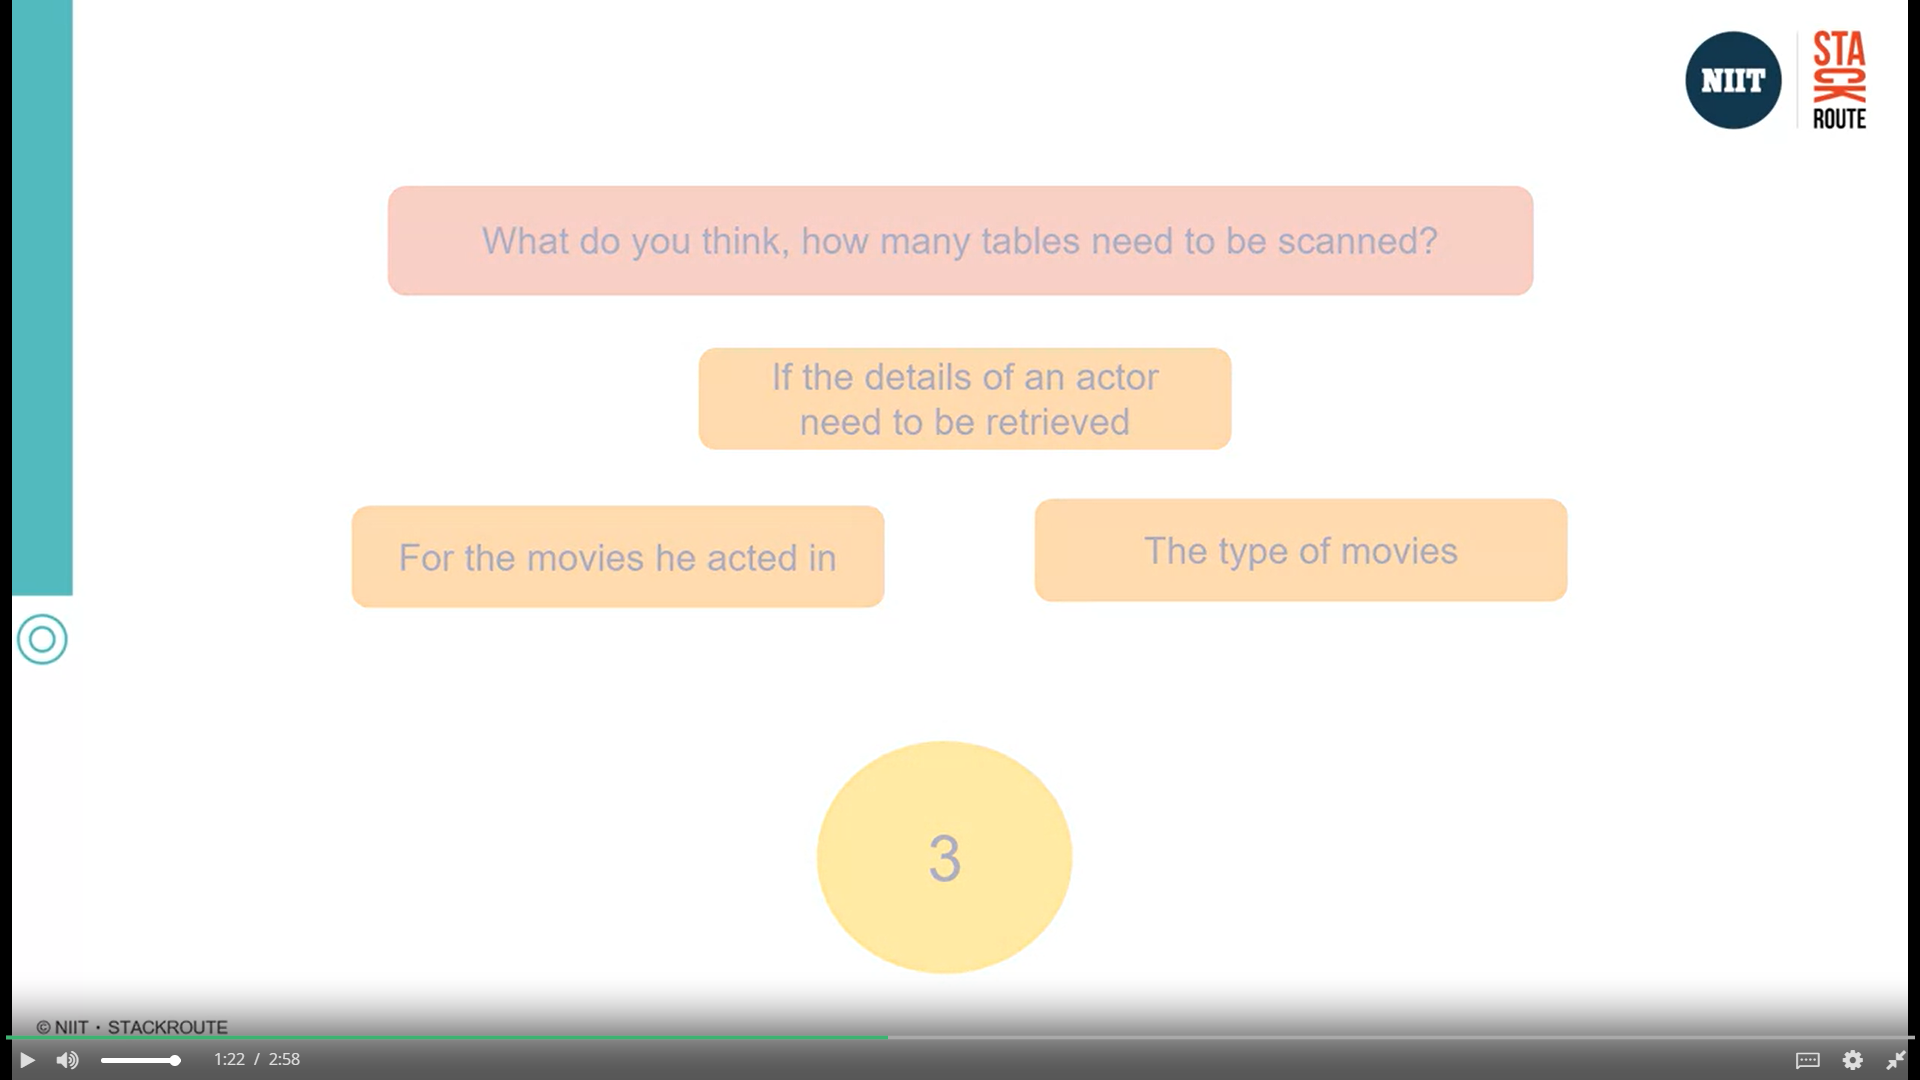 NIIT
STA
CK
ROUTE
What do you think, how many tables need to be scanned?
If the details of an actor
need to be retrieved
For the movies he acted in
The type of movies
3
© NIIT • STACKROUTE
1:22 / 2:58